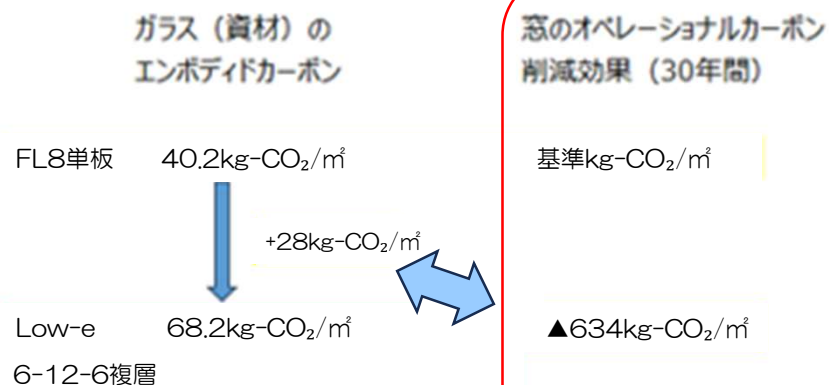 ガラス（資材）の
エンボディドカーボン
窓のオペレーショナルカーボン
削減効果（30年間）
FL8単板 40.2kg-CO₂/㎡ 基準kg-CO₂/㎡
+28kg-CO₂/㎡
Low-e 68.2kg-CO₂/㎡ ▲634kg-CO₂/㎡
6-12-6複層